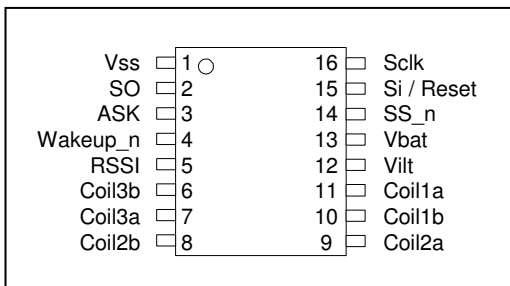 Vss 1 16 Sclk
SO 2 15 Si / Reset
ASK 3 14 SS_n
Wakeup_n 4 13 Vbat
RSSI 5 12 Vilt
Coil3b 6 11 Coil1a
Coil3a 7 10 Coil1b
Coil2b 8 9 Coil2a